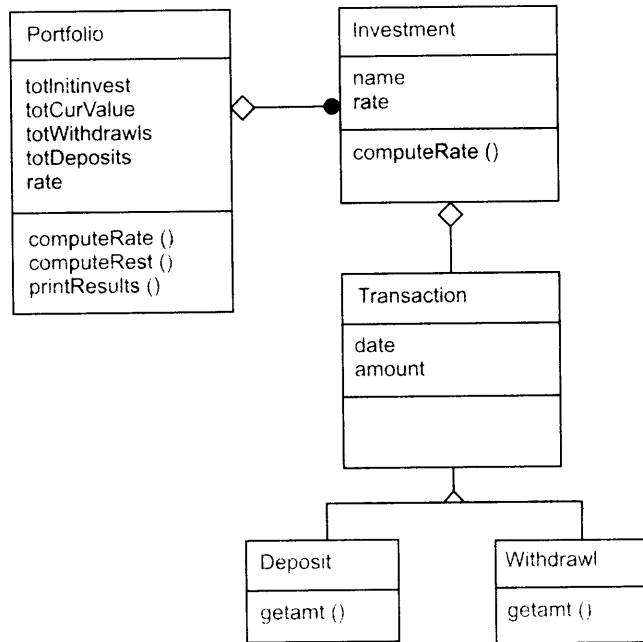 Portfolio
totInitinvest
totCurValue
totWithdrawls
totDeposits
rate
computeRate ()
computeRest ()
printResults ()
Investment
name
rate
computeRate ()
Transaction
date
amount
Deposit
getamt ()
Withdrawl
getamt ()